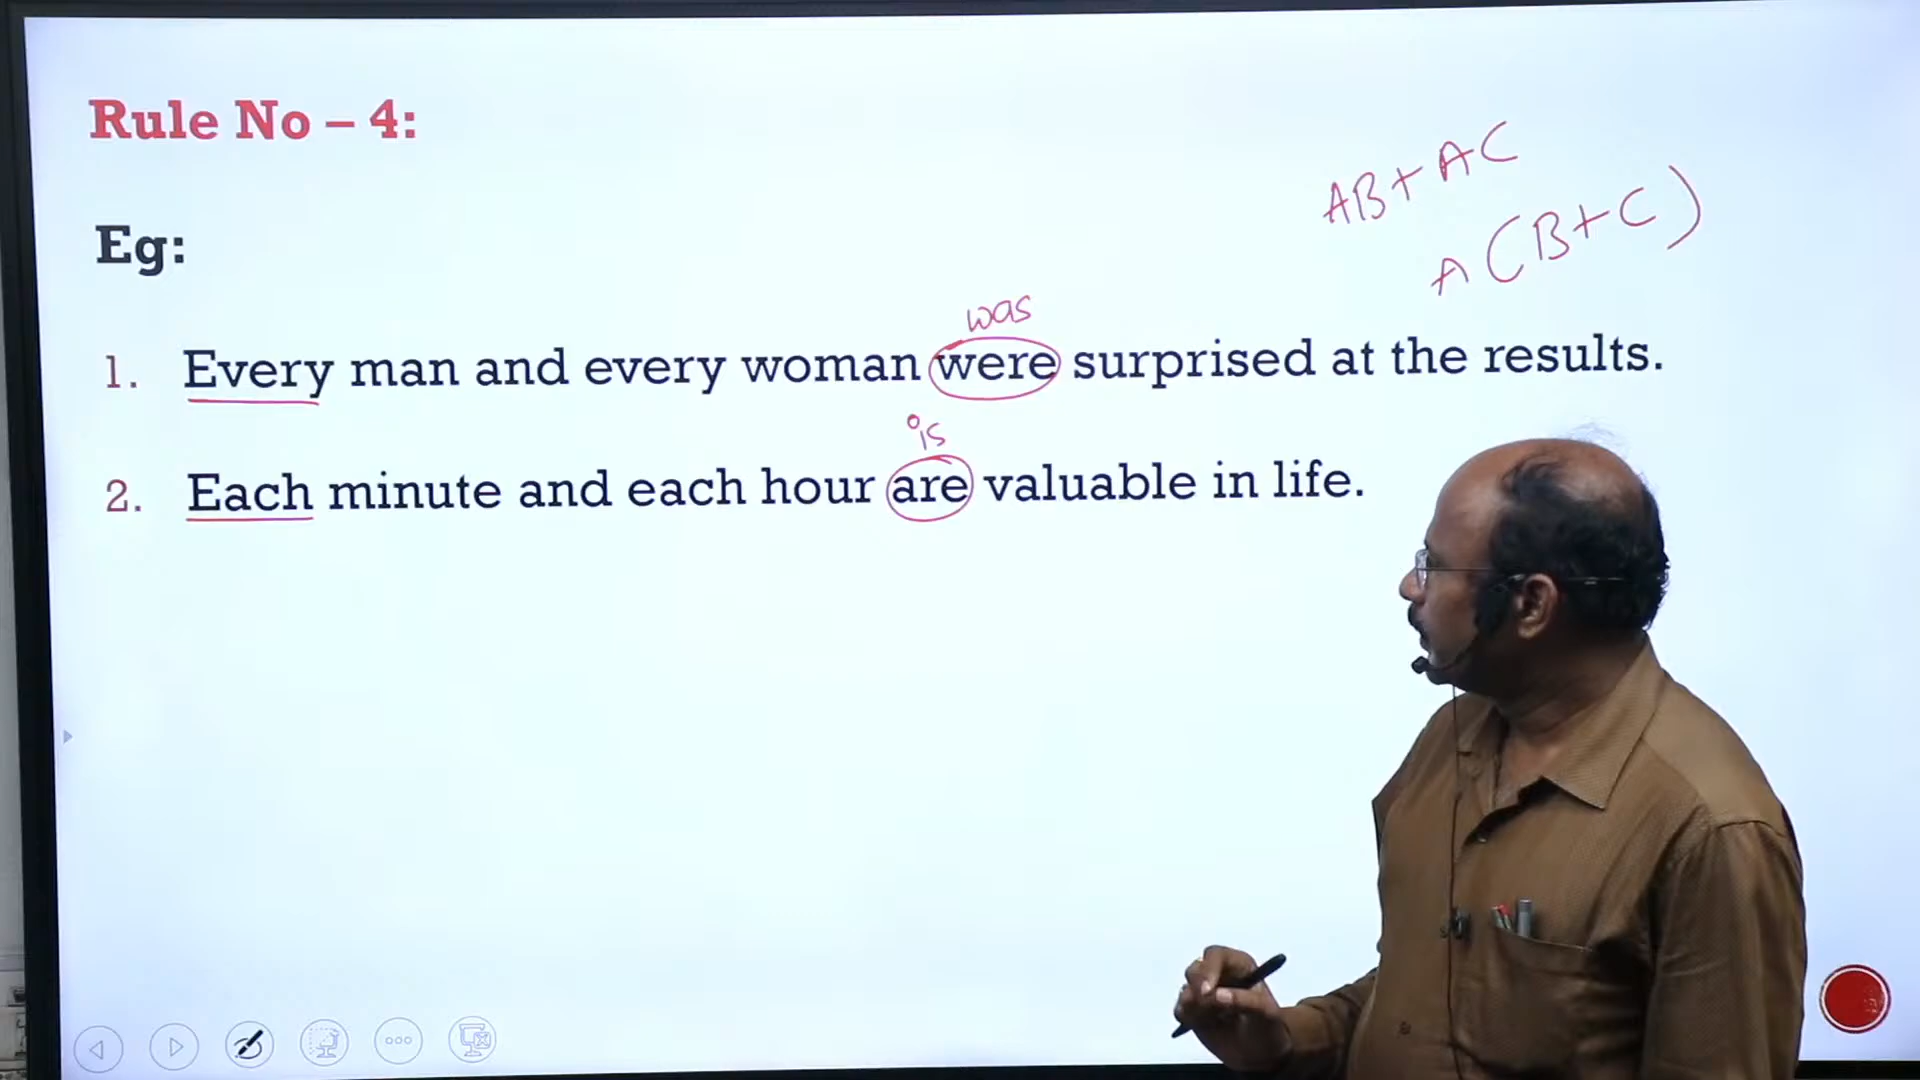 Rule No – 4:
AB+AC
A(B+C)
Eg:
was
1. Every man and every woman were surprised at the results.
is
2. Each minute and each hour are valuable in life.